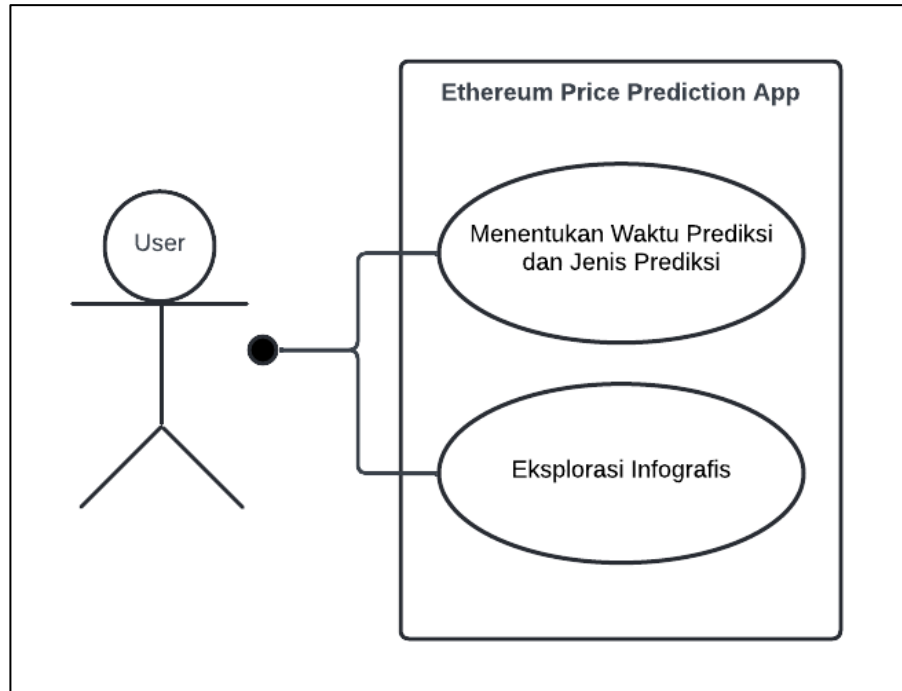 Ethereum Price Prediction App
User
Menentukan Waktu Prediksi
dan Jenis Prediksi
Eksplorasi Infografis